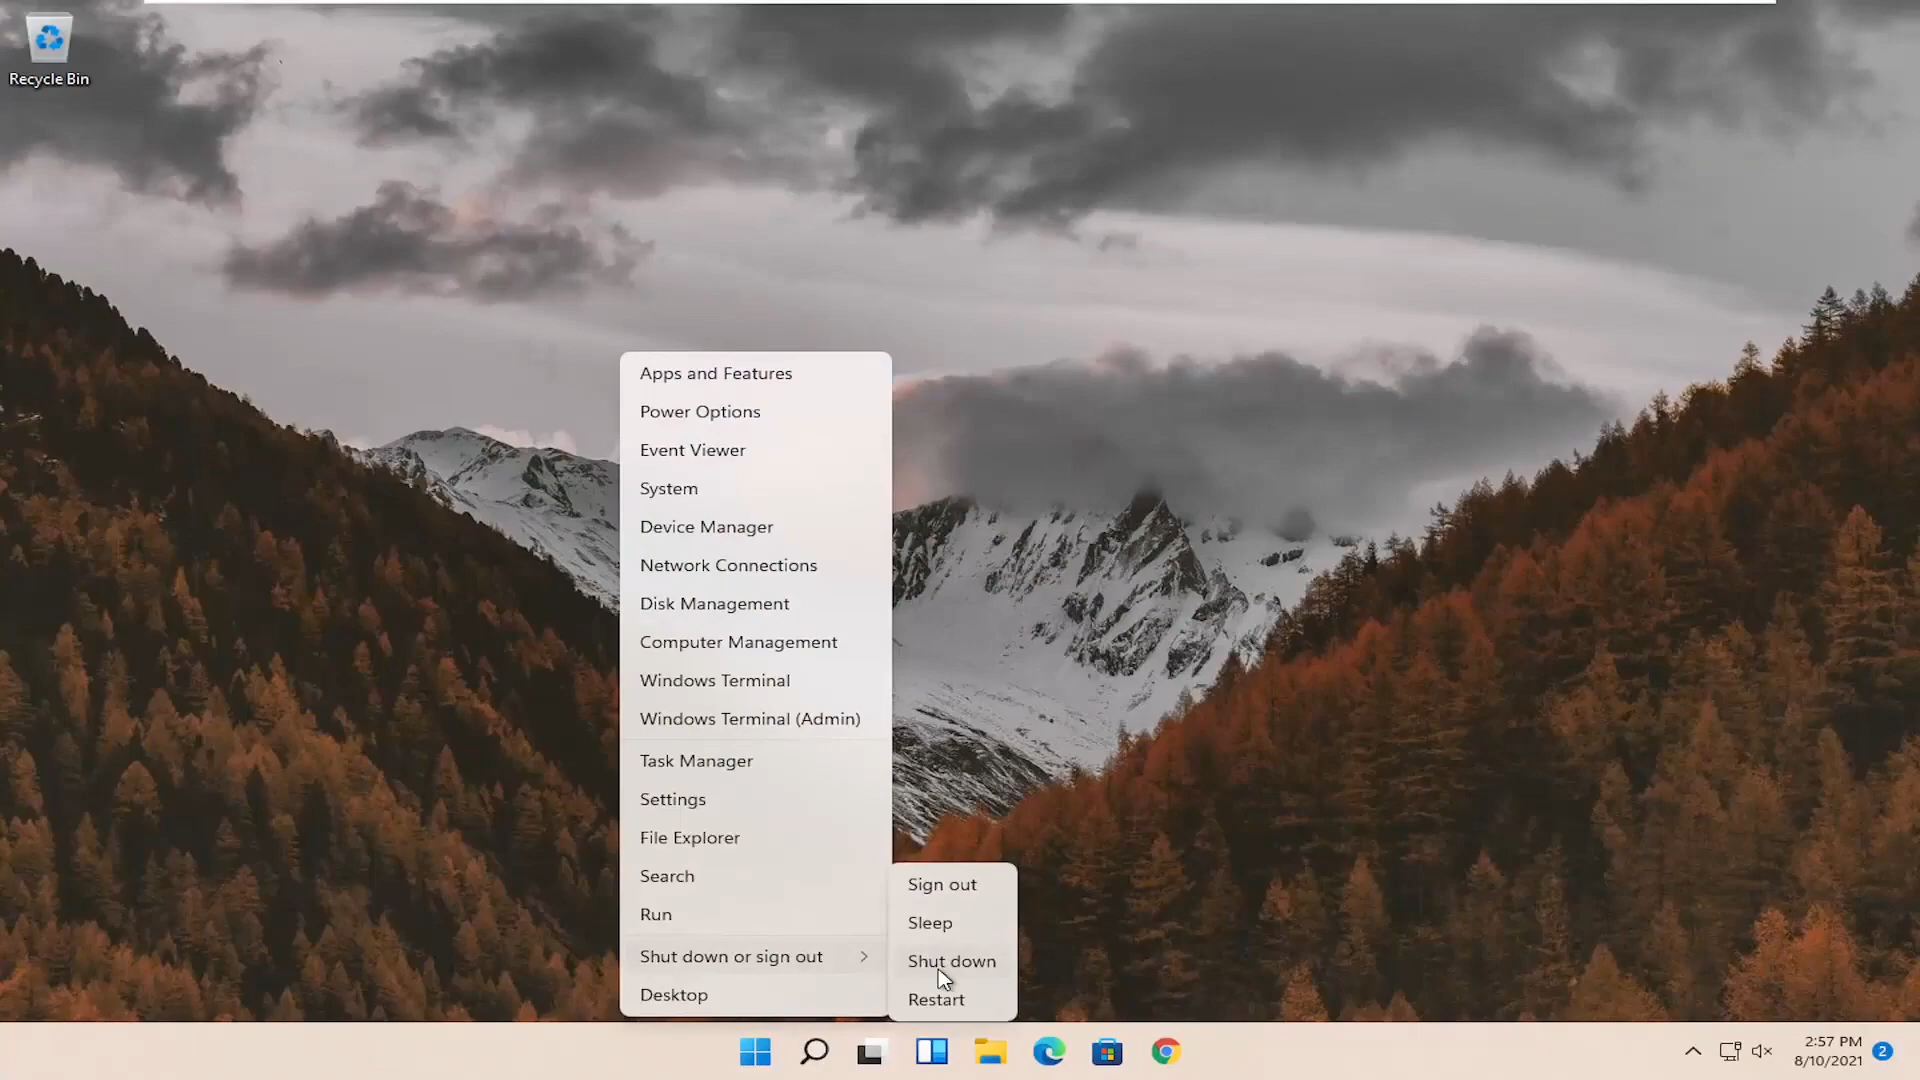 Recycle Bin
Apps and Features
Power Options
Event Viewer
System
Device Manager
Network Connections
Disk Management
Computer Management
Windows Terminal
Windows Terminal (Admin)
Task Manager
Settings
File Explorer
Search
Run
Shut down or sign out
Desktop
Sign out
Sleep
Shut down
Restart
2:57 PM
8/10/2021
2